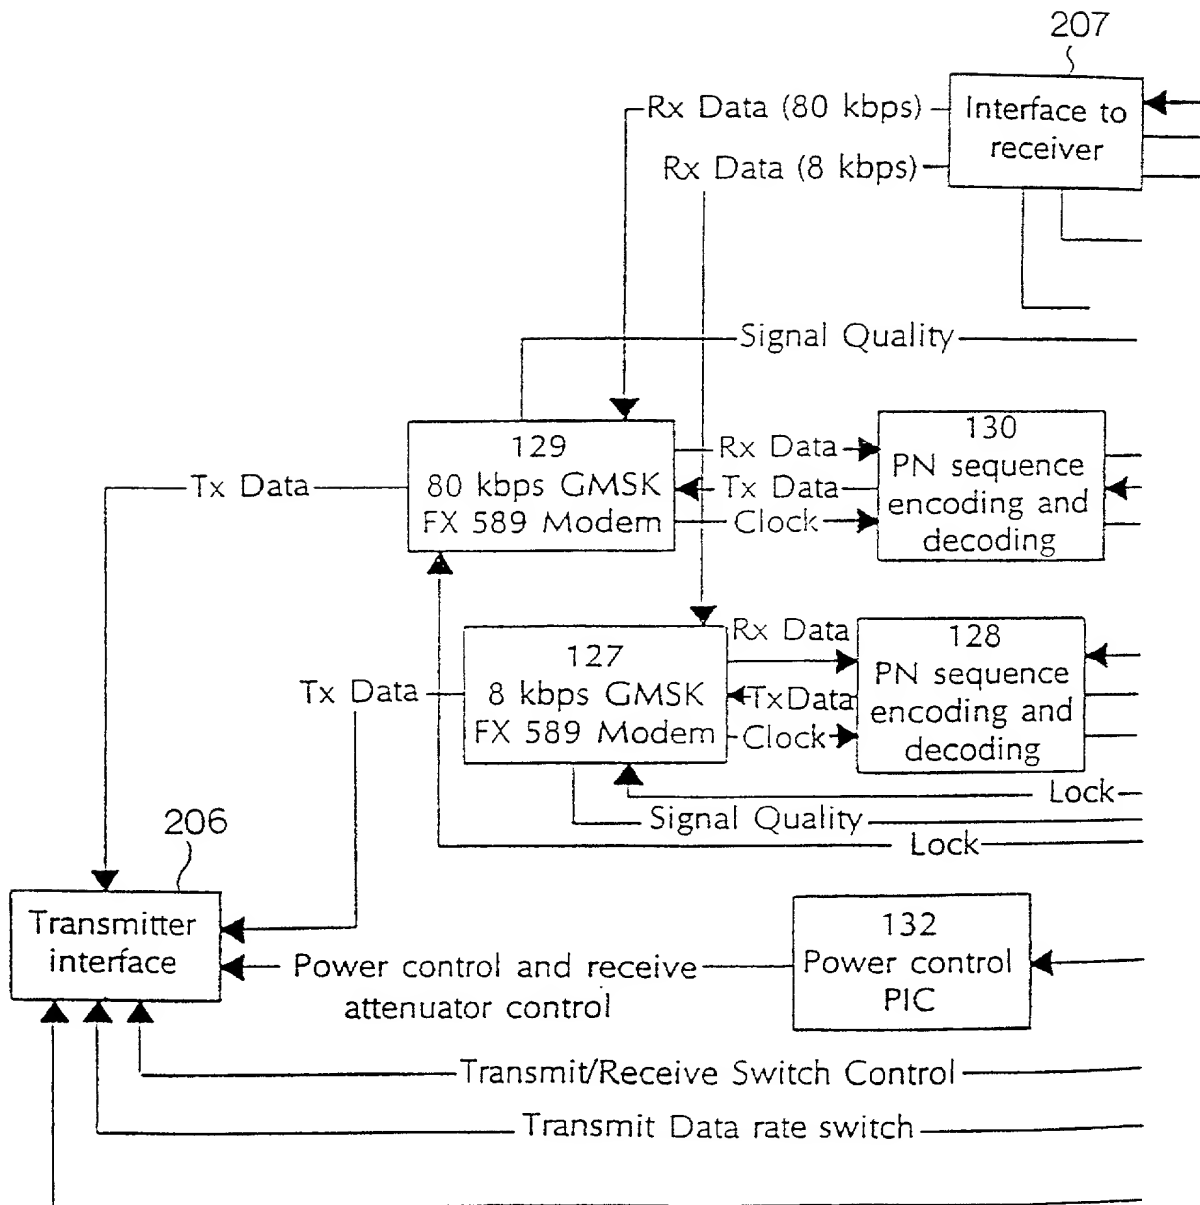 207
Rx Data (80 kbps)
Interface to
receiver
Rx Data (8 kbps)
Signal Quality
129
80 kbps GMSK
FX 589 Modem
Rx Data
Tx Data
Clock
130
PN sequence
encoding and
decoding
Tx Data
127
8 kbps GMSK
FX 589 Modem
Rx Data
TxData
Clock
128
PN sequence
encoding and
decoding
Tx Data
Lock
Signal Quality
Lock
206
Transmitter
interface
Power control and receive
attenuator control
132
Power control
PIC
Transmit/Receive Switch Control
Transmit Data rate switch